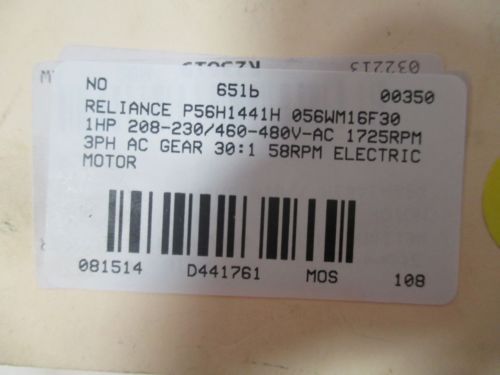 032213
NO 651b 00350
RELIANCE P56H1441H 056WM16F30
1HP 208-230/460-480V-AC 1725RPM
3PH AC GEAR 30:1 58RPM ELECTRIC
MOTOR
081514 D441761 MOS 108